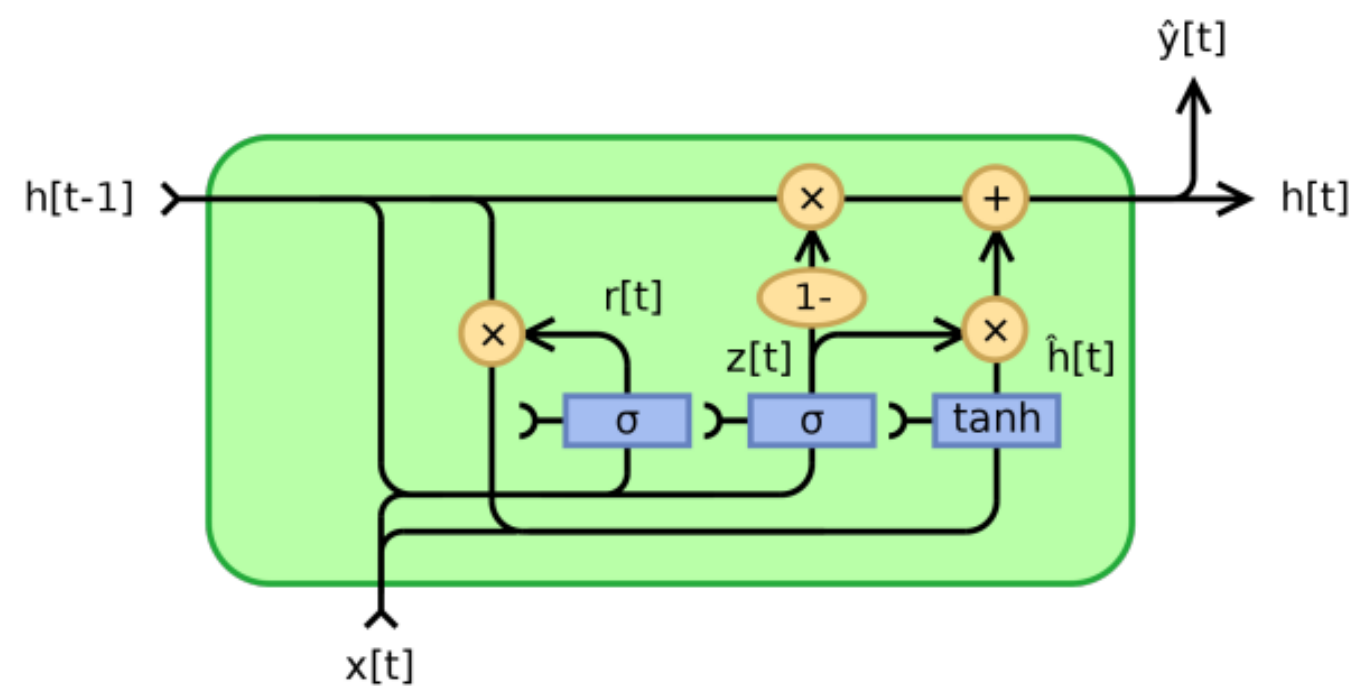 ŷ[t]
h[t-1]
×
+
h[t]
1-
r[t]
×
×
z[t]
ĥ[t]
σ
σ
tanh
x[t]